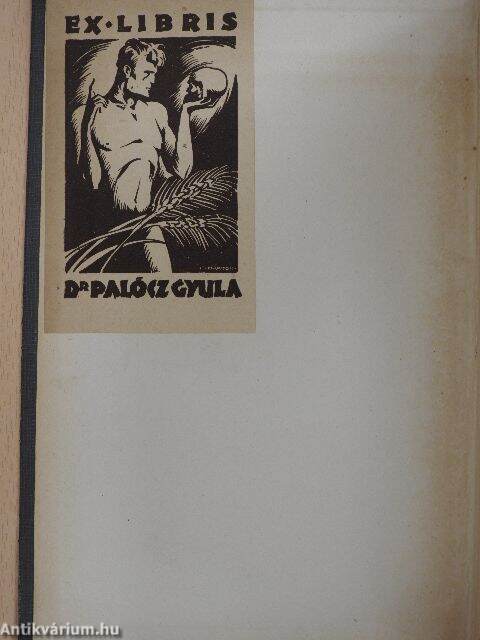 EX·LIBRIS
DR PALÓCZ GYULA
Antikvárium.hu